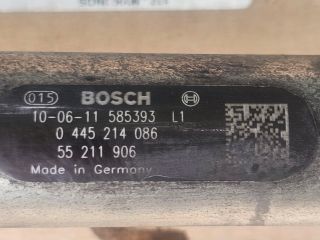 015 BOSCH
10-06-11 585393 L1
0 445 214 086
55 211 906
Made in Germany